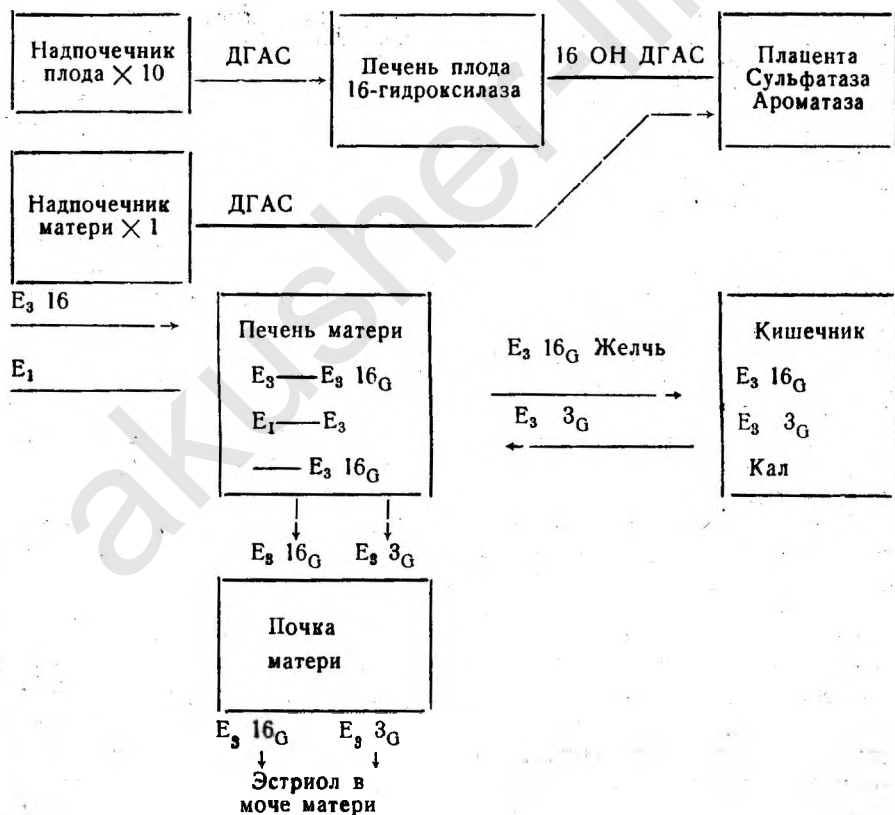 Надпочечник
плода × 10
ДГАС
Печень плода
16-гидроксилаза
16 ОН ДГАС
Плацента
Сульфатаза
Ароматаза
Надпочечник
матери × 1
ДГАС
E₃ 16
E₁
Печень матери
E₃ — E₃ 16G
E₁ — E₃
— E₃ 16G
E₃ 16G Желчь
E₃ 3G
Кишечник
E₃ 16G
E₃ 3G
Кал
E₃ 16G E₃ 3G
Почка
матери
E₃ 16G E₃ 3G
Эстриол в
моче матери